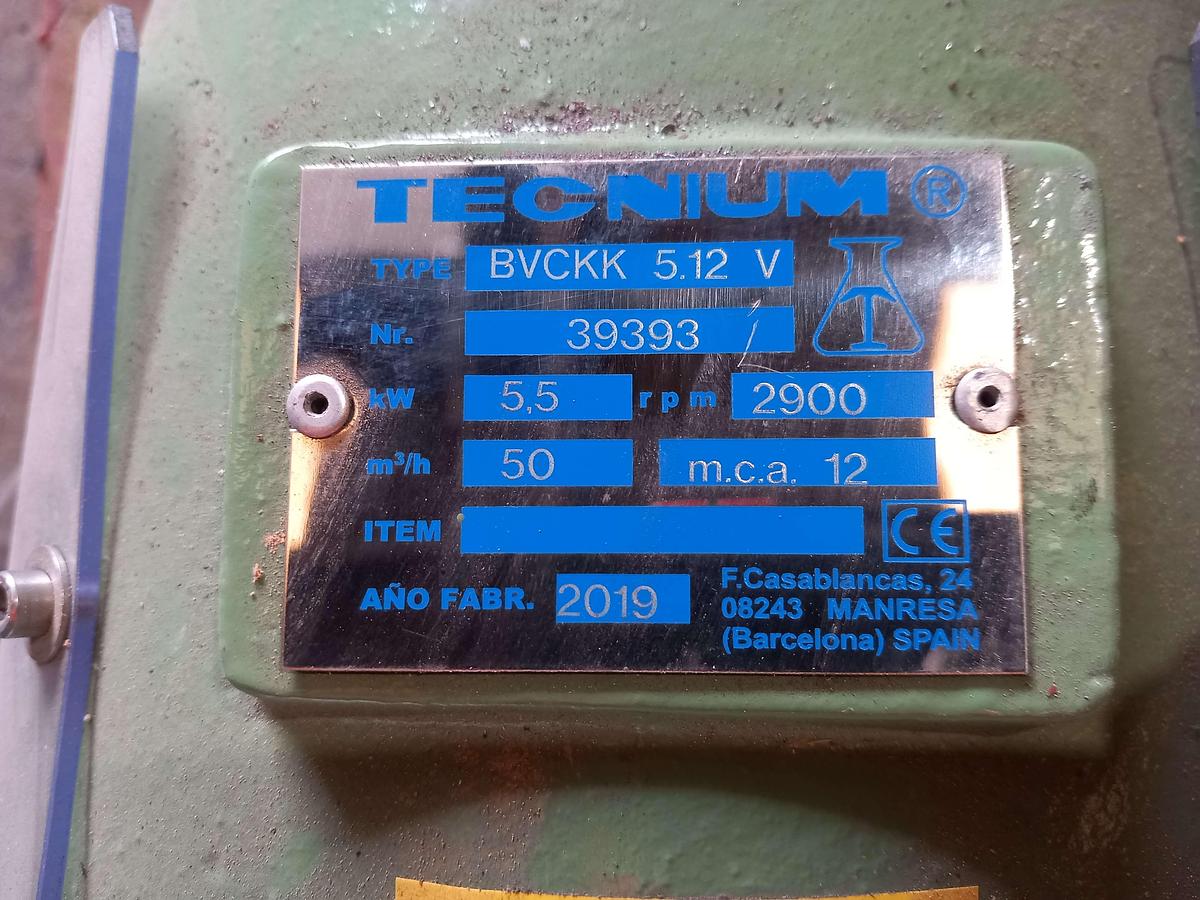 TECNIUM ®
TYPE BVCKK 5.12 V
Nr. 39393
kW 5,5 rpm 2900
m³/h 50 m.c.a. 12
ITEM CE
AÑO FABR. 2019
F.Casablancas, 24
08243 MANRESA
(Barcelona) SPAIN